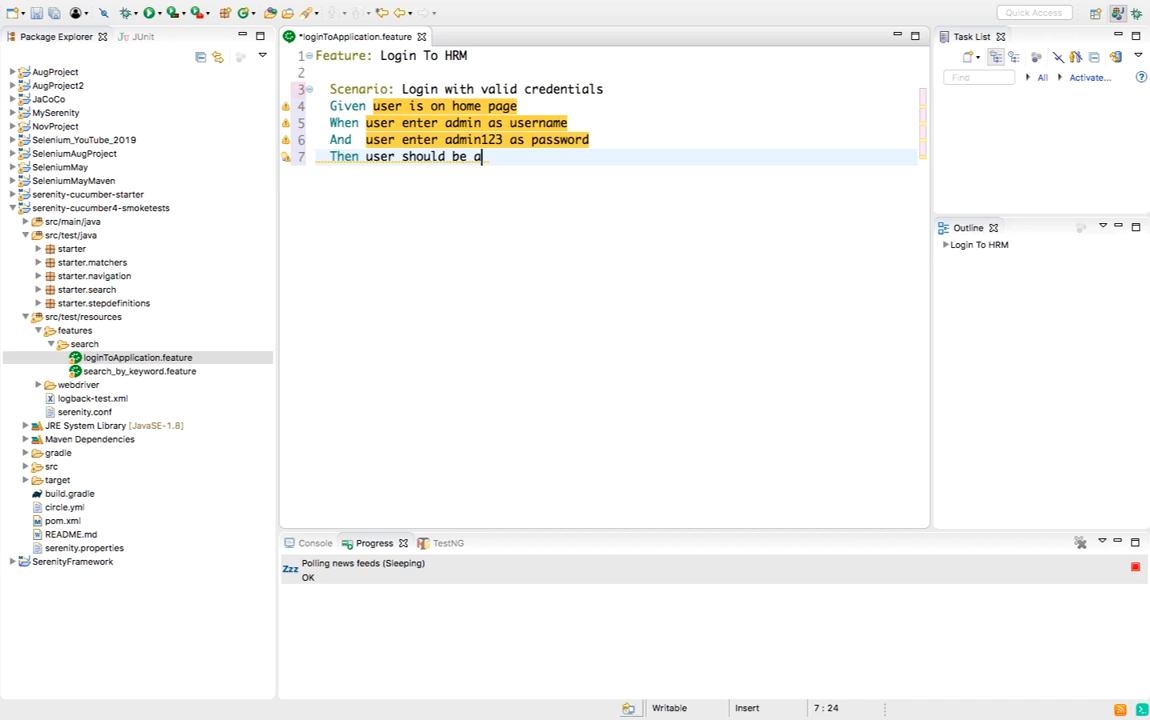 Quick Access
Package Explorer
JUnit
AugProject
AugProject2
JaCoCo
MySerenity
NovProject
Selenium_YouTube_2019
SeleniumAugProject
SeleniumMay
SeleniumMayMaven
serenity-cucumber-starter
serenity-cucumber4-smoketests
src/main/java
src/test/java
starter
starter.matchers
starter.navigation
starter.search
starter.stepdefinitions
src/test/resources
features
search
loginToApplication.feature
search_by_keyword.feature
webdriver
logback-test.xml
serenity.conf
JRE System Library [JavaSE-1.8]
Maven Dependencies
gradle
src
target
build.gradle
circle.yml
pom.xml
README.md
serenity.properties
SerenityFramework
*loginToApplication.feature
1 Feature: Login To HRM
2
3 Scenario: Login with valid credentials
4 Given user is on home page
5 When user enter admin as username
6 And user enter admin123 as password
7 Then user should be a
Task List
Find
All
Activate...
Outline
Login To HRM
Console
Progress
TestNG
Zzz
Polling news feeds (Sleeping)
OK
Writable
Insert
7 : 24